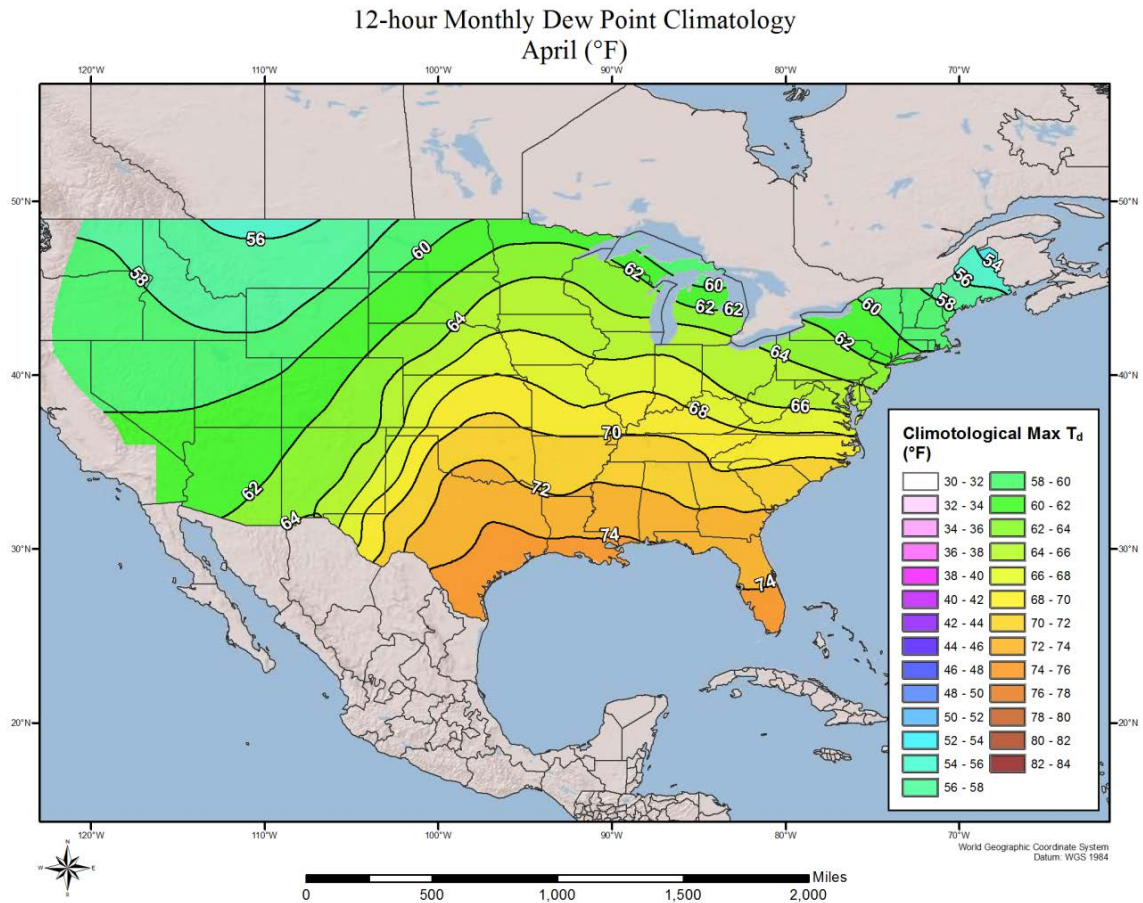 12-hour Monthly Dew Point Climatology
April (°F)
120°W 110°W 100°W 90°W 80°W 70°W
50°N 50°N
56
60
54
58
56
62
60
58
62 62
60
64
62
64
40°N 40°N
68
66
70
62
72
64
74
30°N 30°N
74
20°N 20°N
Climotological Max Td
(°F)
30 - 32 58 - 60
32 - 34 60 - 62
34 - 36 62 - 64
36 - 38 64 - 66
38 - 40 66 - 68
40 - 42 68 - 70
42 - 44 70 - 72
44 - 46 72 - 74
46 - 48 74 - 76
48 - 50 76 - 78
50 - 52 78 - 80
52 - 54 80 - 82
54 - 56 82 - 84
56 - 58
120°W 110°W 100°W 90°W 80°W 70°W
World Geographic Coordinate System
Datum: WGS 1984
N
W E
S
Miles
0 500 1,000 1,500 2,000